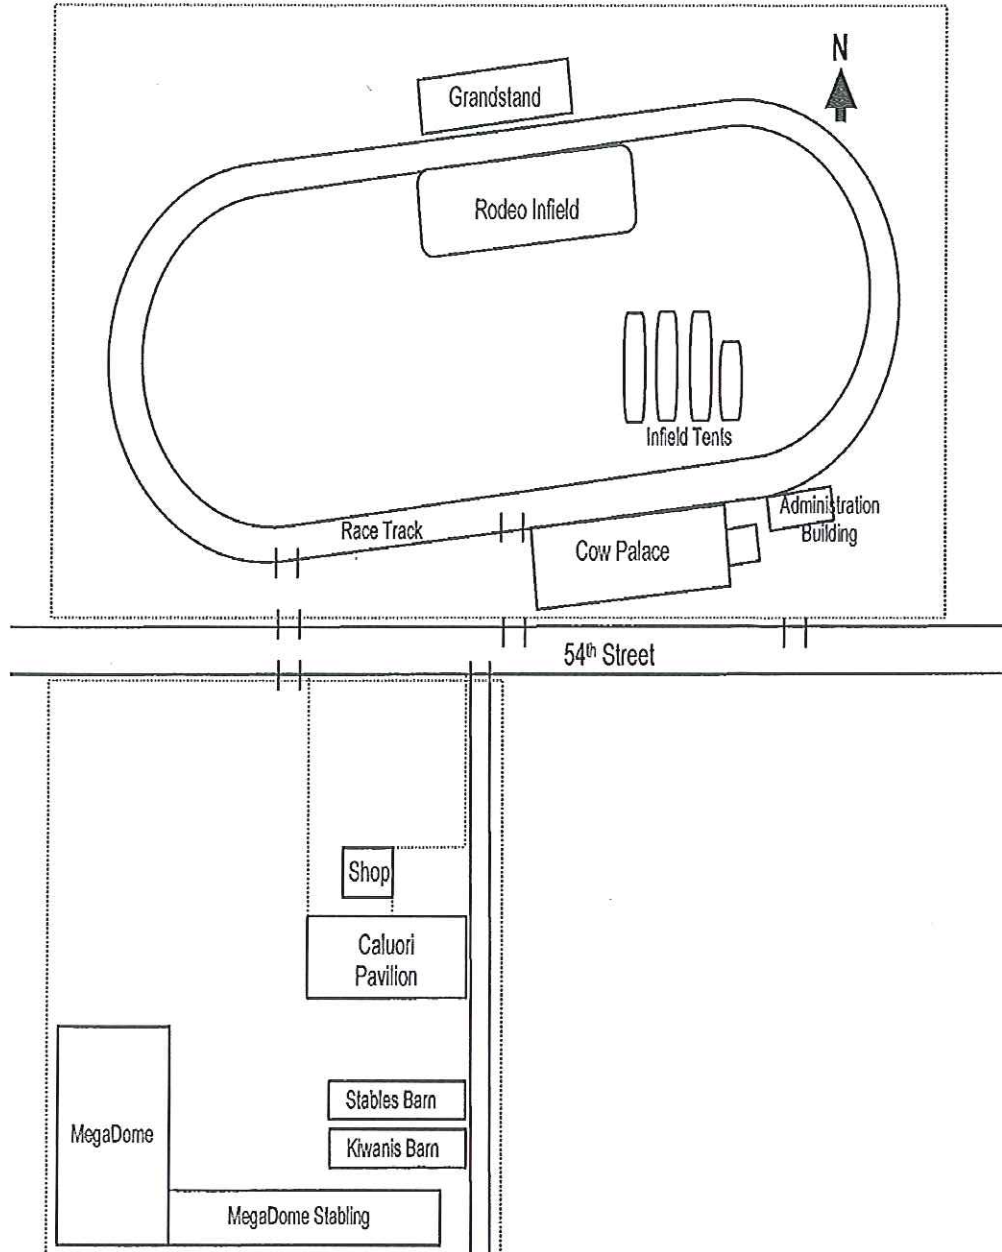 N
Grandstand
Rodeo Infield
Infield Tents
Race Track
Administration
Building
Cow Palace
54th Street
Shop
Caluori
Pavilion
Stables Barn
MegaDome
Kiwanis Barn
MegaDome Stabling